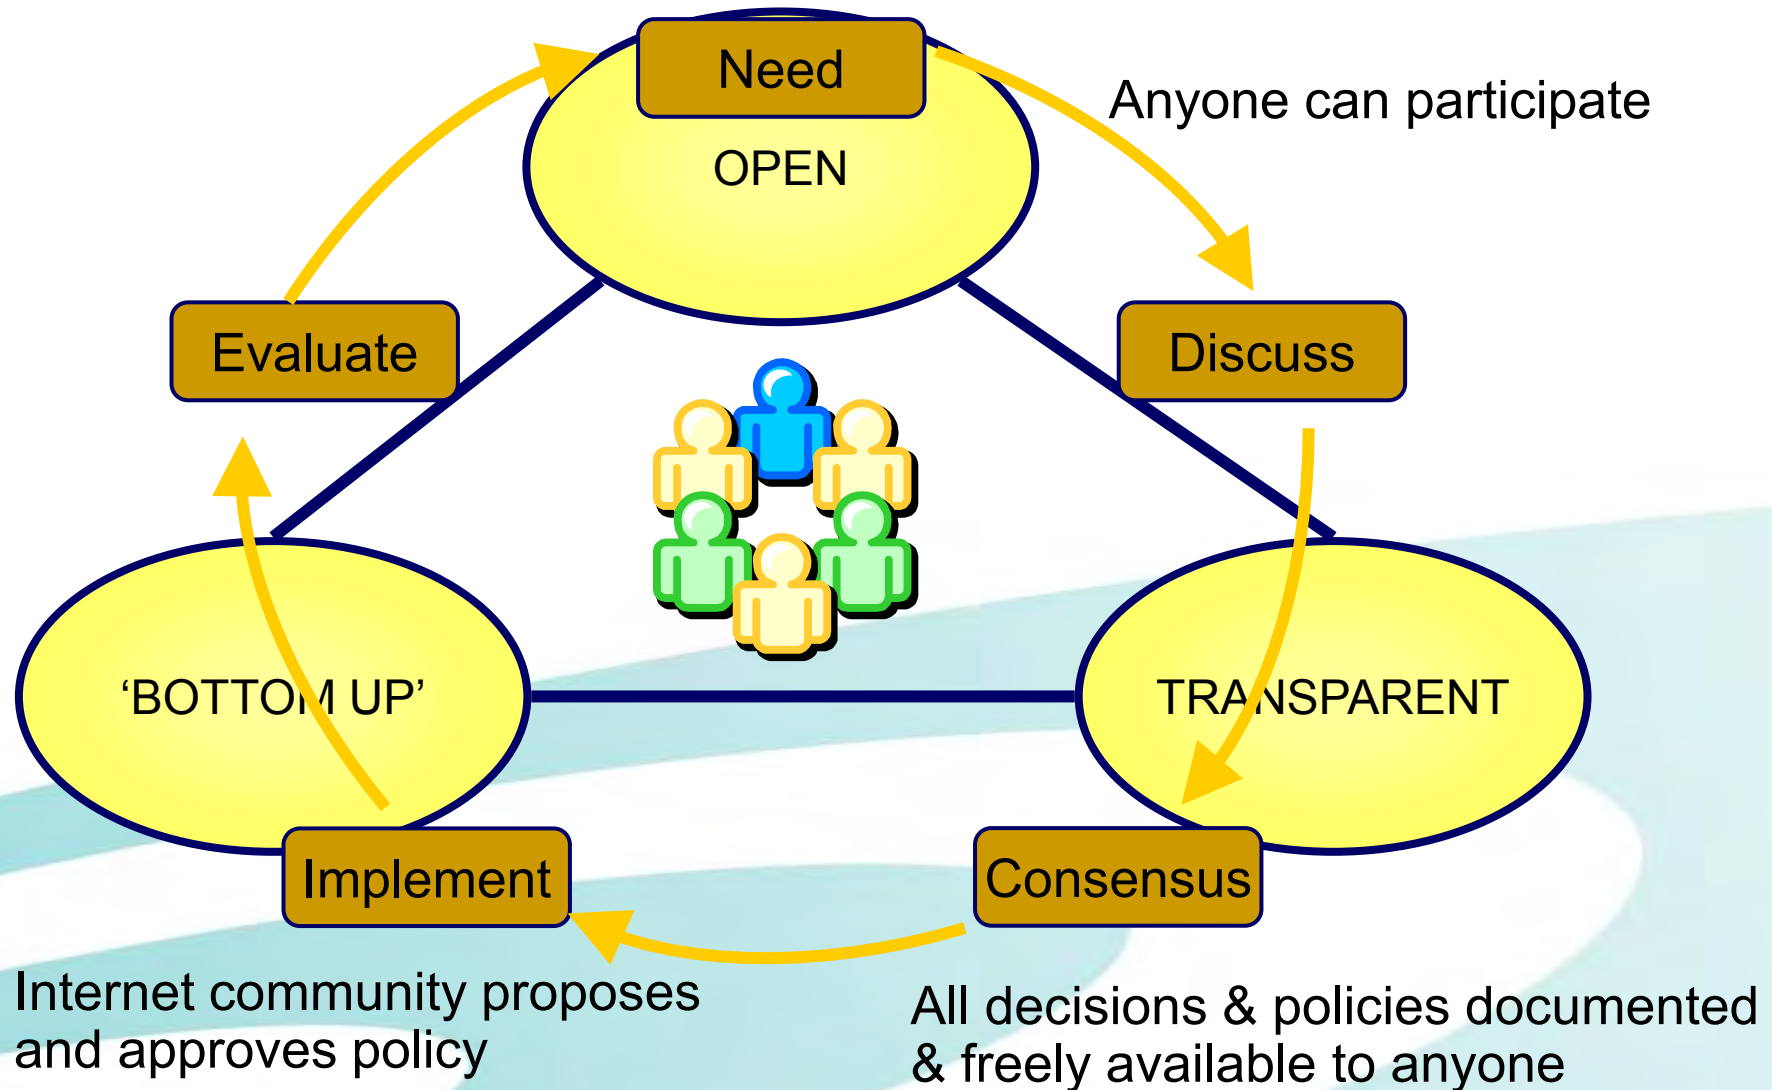 Need
Anyone can participate
OPEN
Evaluate
Discuss
‘BOTTOM UP’
TRANSPARENT
Implement
Consensus
Internet community proposes
and approves policy
All decisions & policies documented
& freely available to anyone